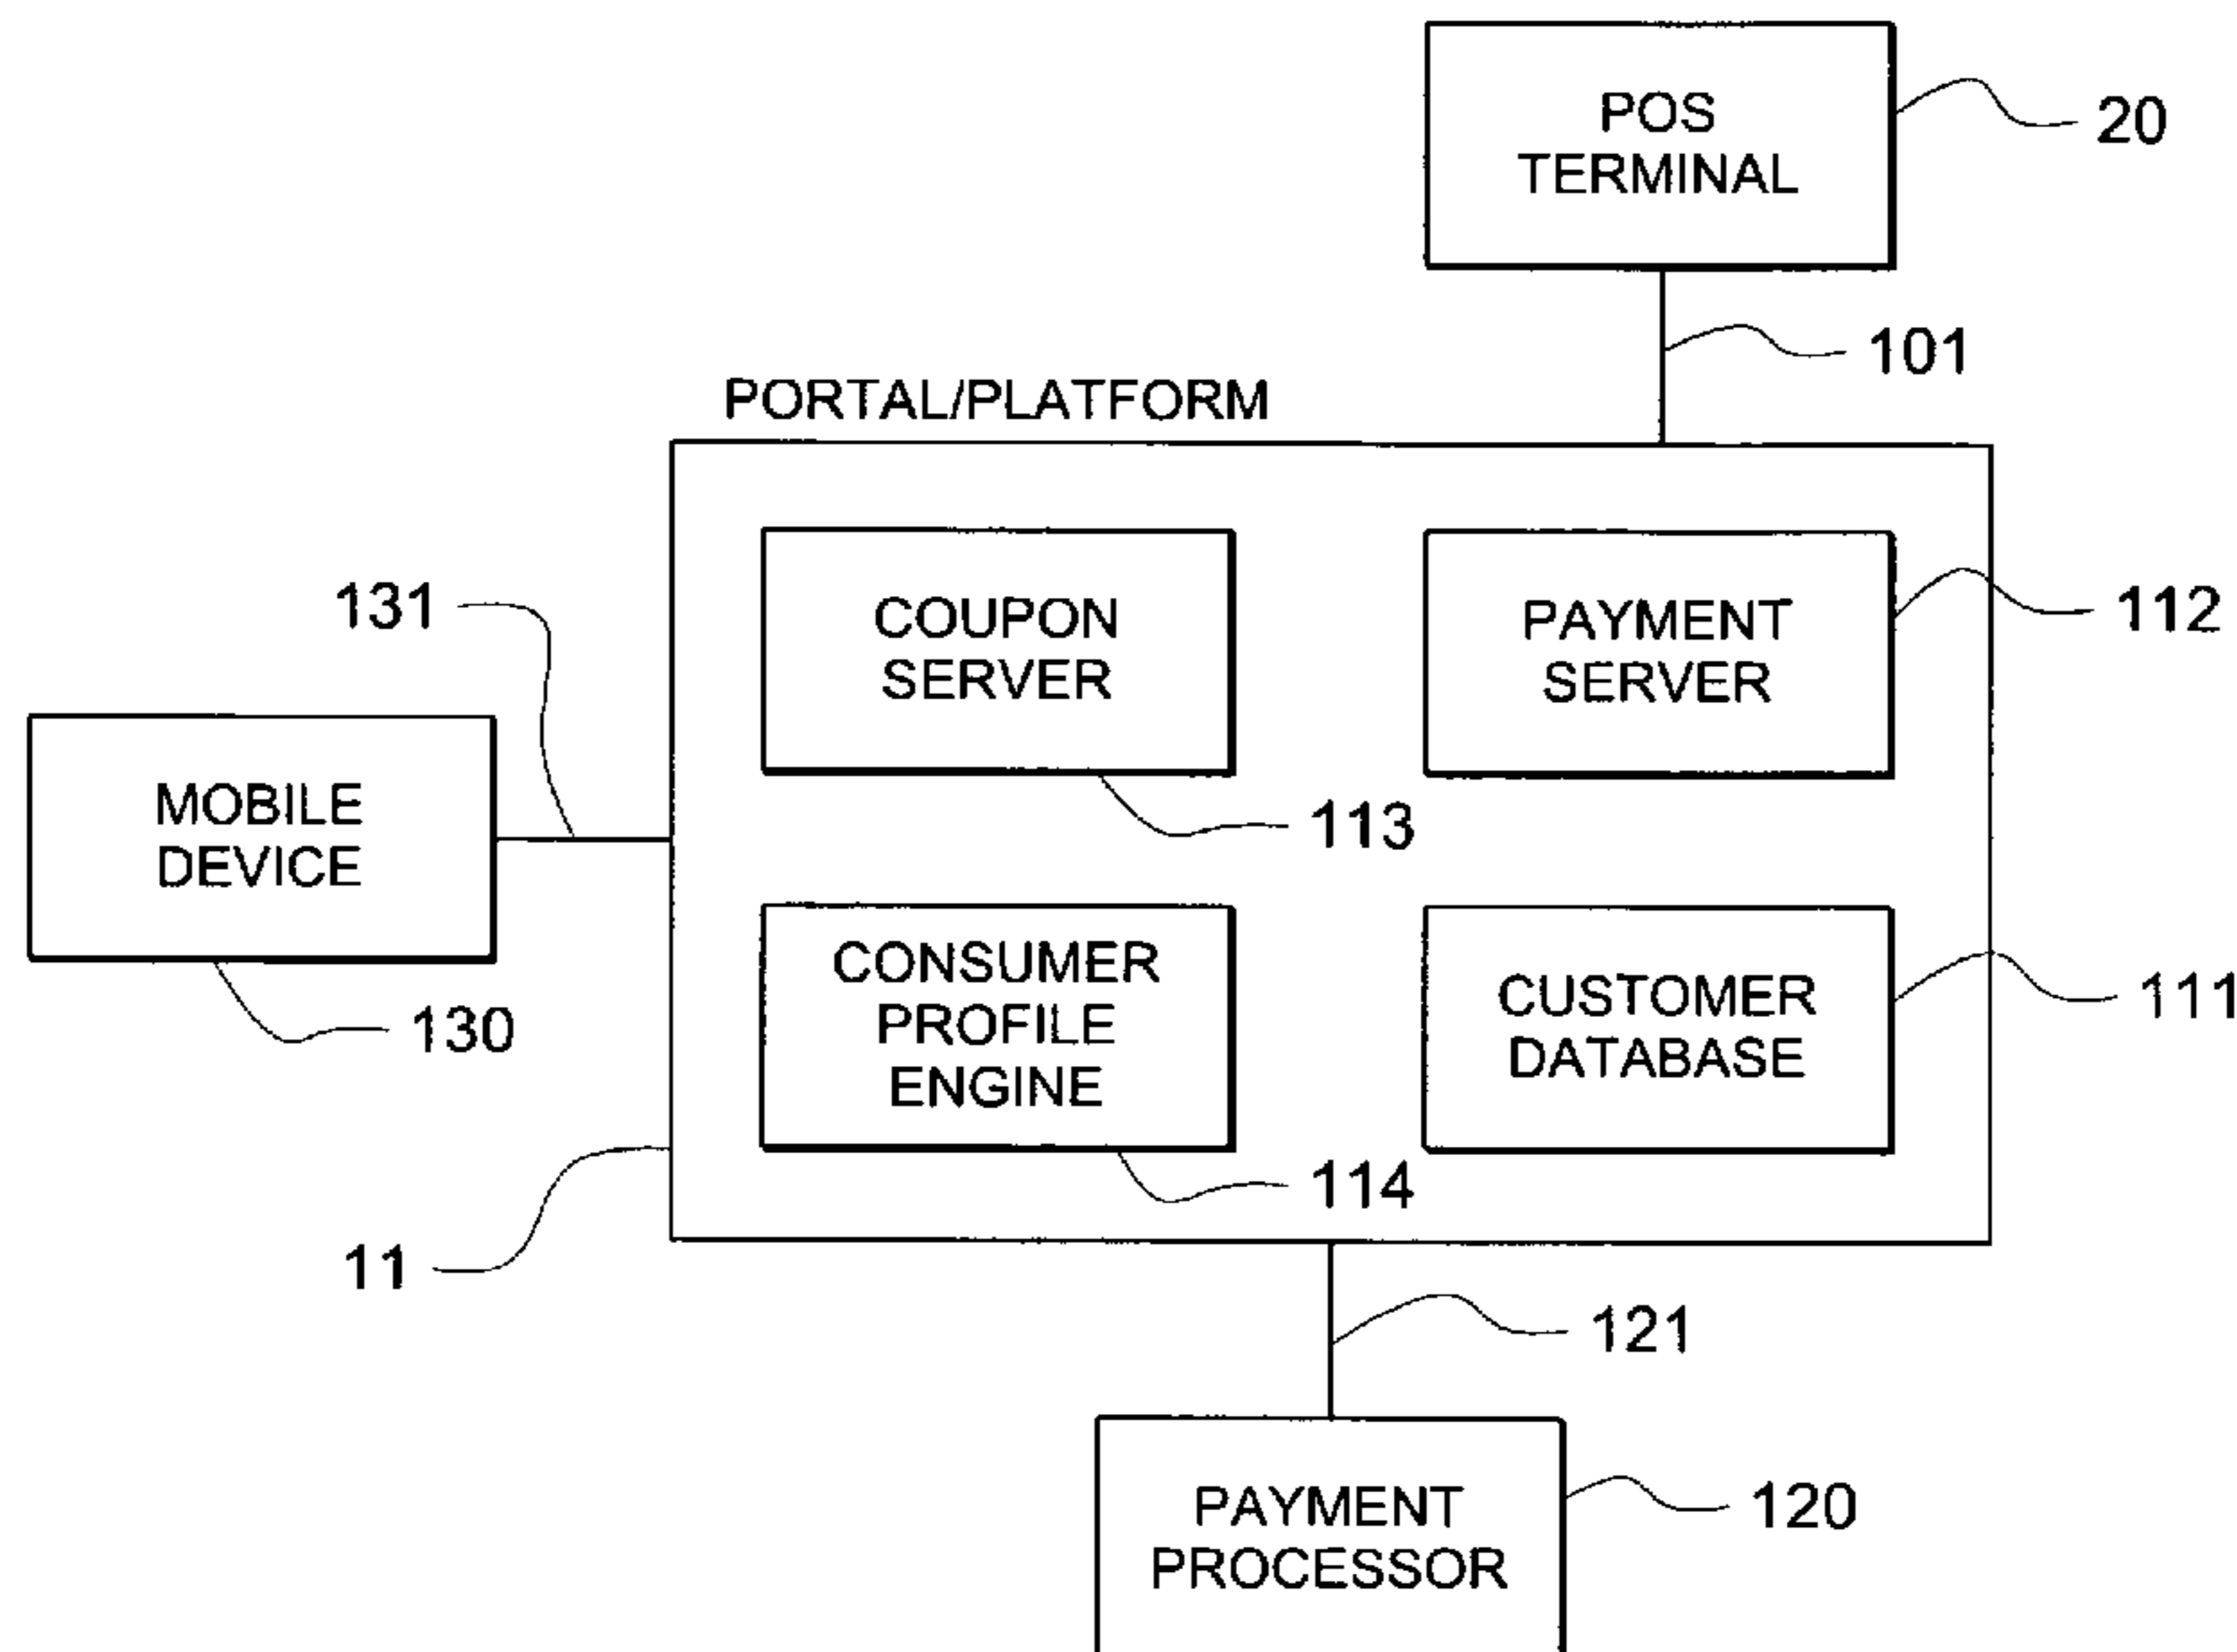 POS
TERMINAL
20
101
PORTAL/PLATFORM
131
COUPON
SERVER
113
PAYMENT
SERVER
112
MOBILE
DEVICE
130
CONSUMER
PROFILE
ENGINE
114
CUSTOMER
DATABASE
111
11
121
PAYMENT
PROCESSOR
120